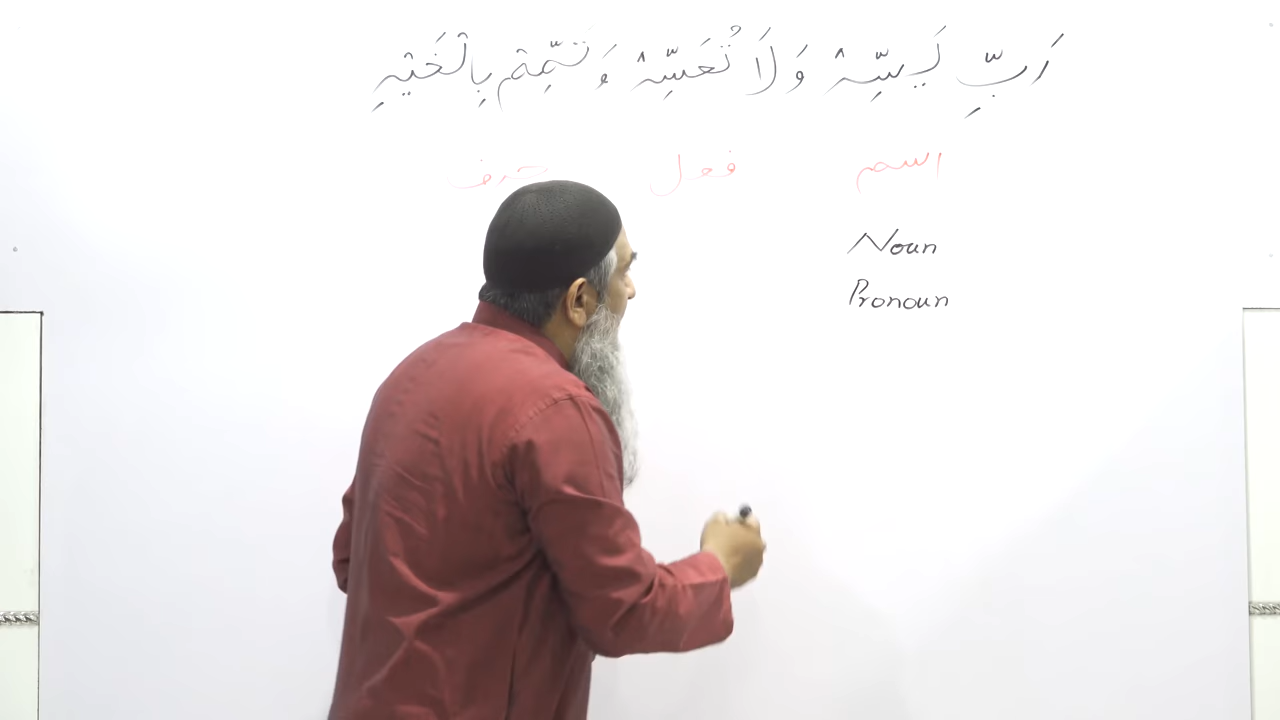 رَبِّ يَسِّرْ وَلَا تُعَسِّرْ وَتَمِّمْ بِالْخَيْرِ
اسم فعل حرف
Noun
Pronoun